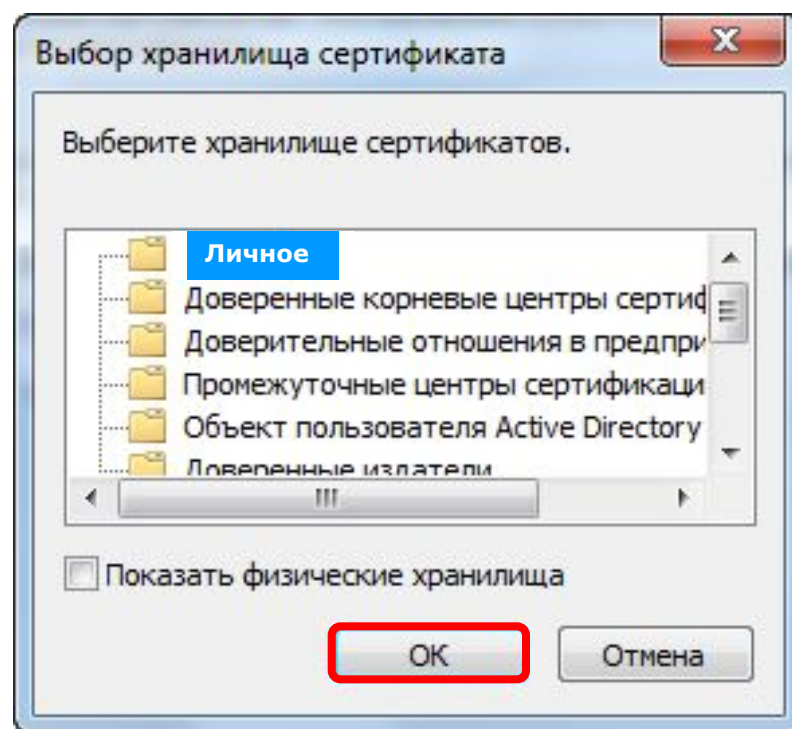 Выбор хранилища сертификата
Выберите хранилище сертификатов.
Личное
Доверенные корневые центры сертиф
Доверительные отношения в предпри
Промежуточные центры сертификаци
Объект пользователя Active Directory
Доверенные издатели
Показать физические хранилища
ОК
Отмена